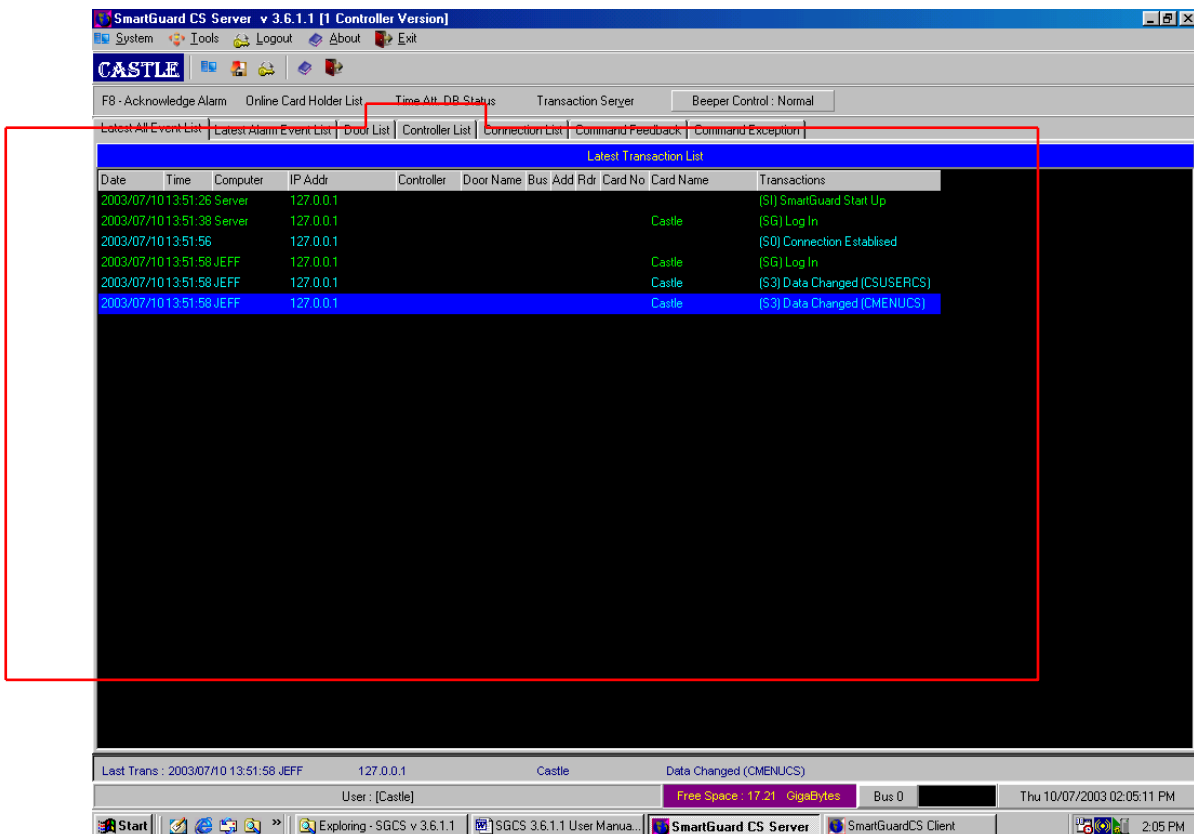 SmartGuard CS Server v 3.6.1.1 [1 Controller Version]
System Tools Logout About Exit
CASTLE
F8 - Acknowledge Alarm Online Card Holder List Time Att. DB Status Transaction Server Beeper Control : Normal
Latest All Event List Latest Alarm Event List Door List Controller List Connection List Command Feedback Command Exception
Latest Transaction List
Date Time Computer IP Addr Controller Door Name Bus Add Rdr Card No Card Name Transactions
2003/07/10 13:51:26 Server 127.0.0.1 (SI) SmartGuard Start Up
2003/07/10 13:51:38 Server 127.0.0.1 Castle (SG) Log In
2003/07/10 13:51:56 127.0.0.1 (S0) Connection Establised
2003/07/10 13:51:58 JEFF 127.0.0.1 Castle (SG) Log In
2003/07/10 13:51:58 JEFF 127.0.0.1 Castle (S3) Data Changed (CSUSERCS)
2003/07/10 13:51:58 JEFF 127.0.0.1 Castle (S3) Data Changed (CMENUCS)
Last Trans : 2003/07/10 13:51:58 JEFF 127.0.0.1 Castle Data Changed (CMENUCS)
User : [Castle] Free Space : 17.21 GigaBytes Bus 0 Thu 10/07/2003 02:05:11 PM
Start » Exploring - SGCS v 3.6.1.1 SGCS 3.6.1.1 User Manua... SmartGuard CS Server SmartGuardCS Client 2:05 PM